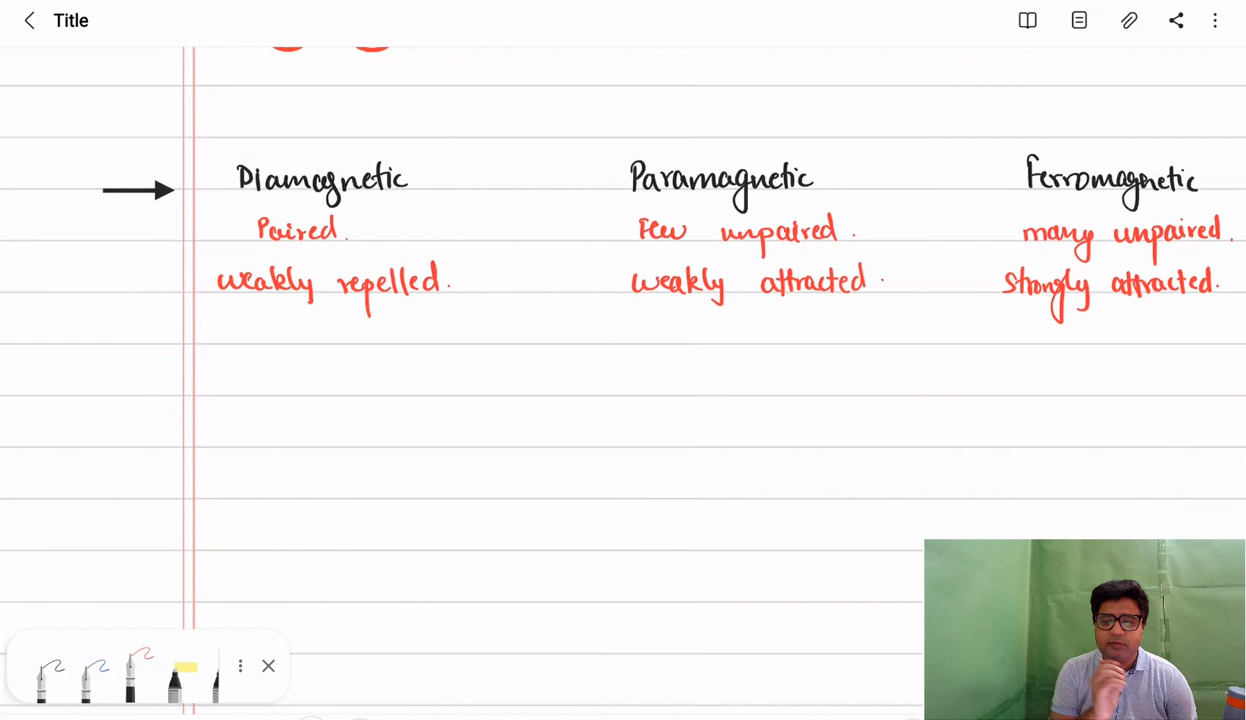 Title
Diamagnetic Paramagnetic Ferromagnetic
Paired. Few unpaired. many unpaired.
weakly repelled. weakly attracted. Strongly attracted.